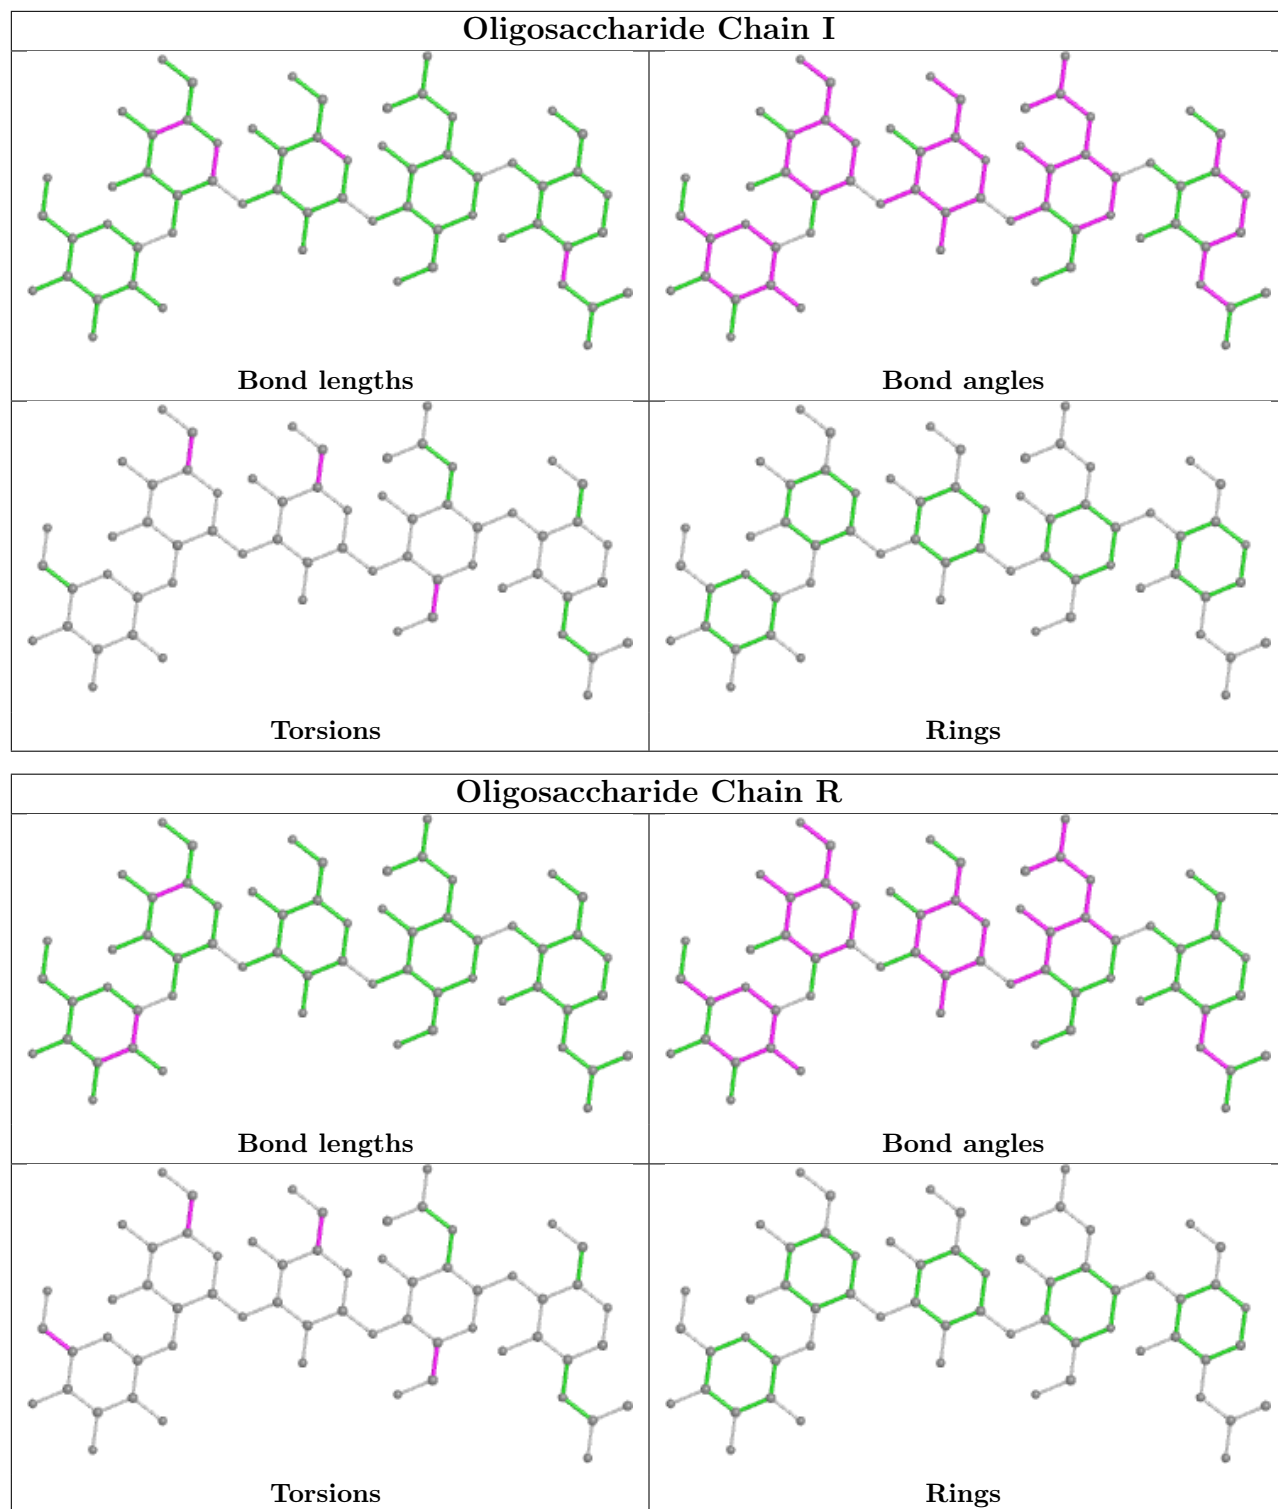 Oligosaccharide Chain I
Bond lengths
Bond angles
Torsions
Rings
Oligosaccharide Chain R
Bond lengths
Bond angles
Torsions
Rings